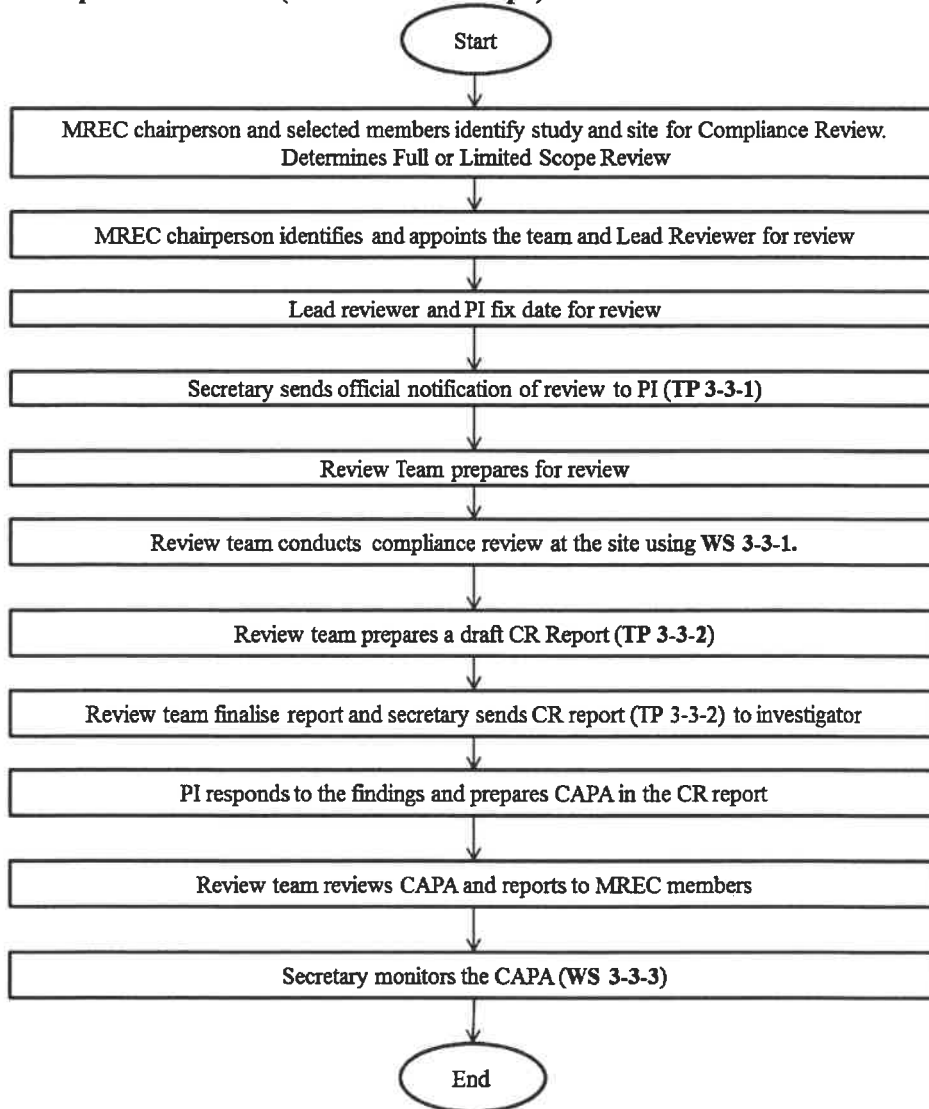 Start
MREC chairperson and selected members identify study and site for Compliance Review.
Determines Full or Limited Scope Review
MREC chairperson identifies and appoints the team and Lead Reviewer for review
Lead reviewer and PI fix date for review
Secretary sends official notification of review to PI (TP 3-3-1)
Review Team prepares for review
Review team conducts compliance review at the site using WS 3-3-1.
Review team prepares a draft CR Report (TP 3-3-2)
Review team finalise report and secretary sends CR report (TP 3-3-2) to investigator
PI responds to the findings and prepares CAPA in the CR report
Review team reviews CAPA and reports to MREC members
Secretary monitors the CAPA (WS 3-3-3)
End